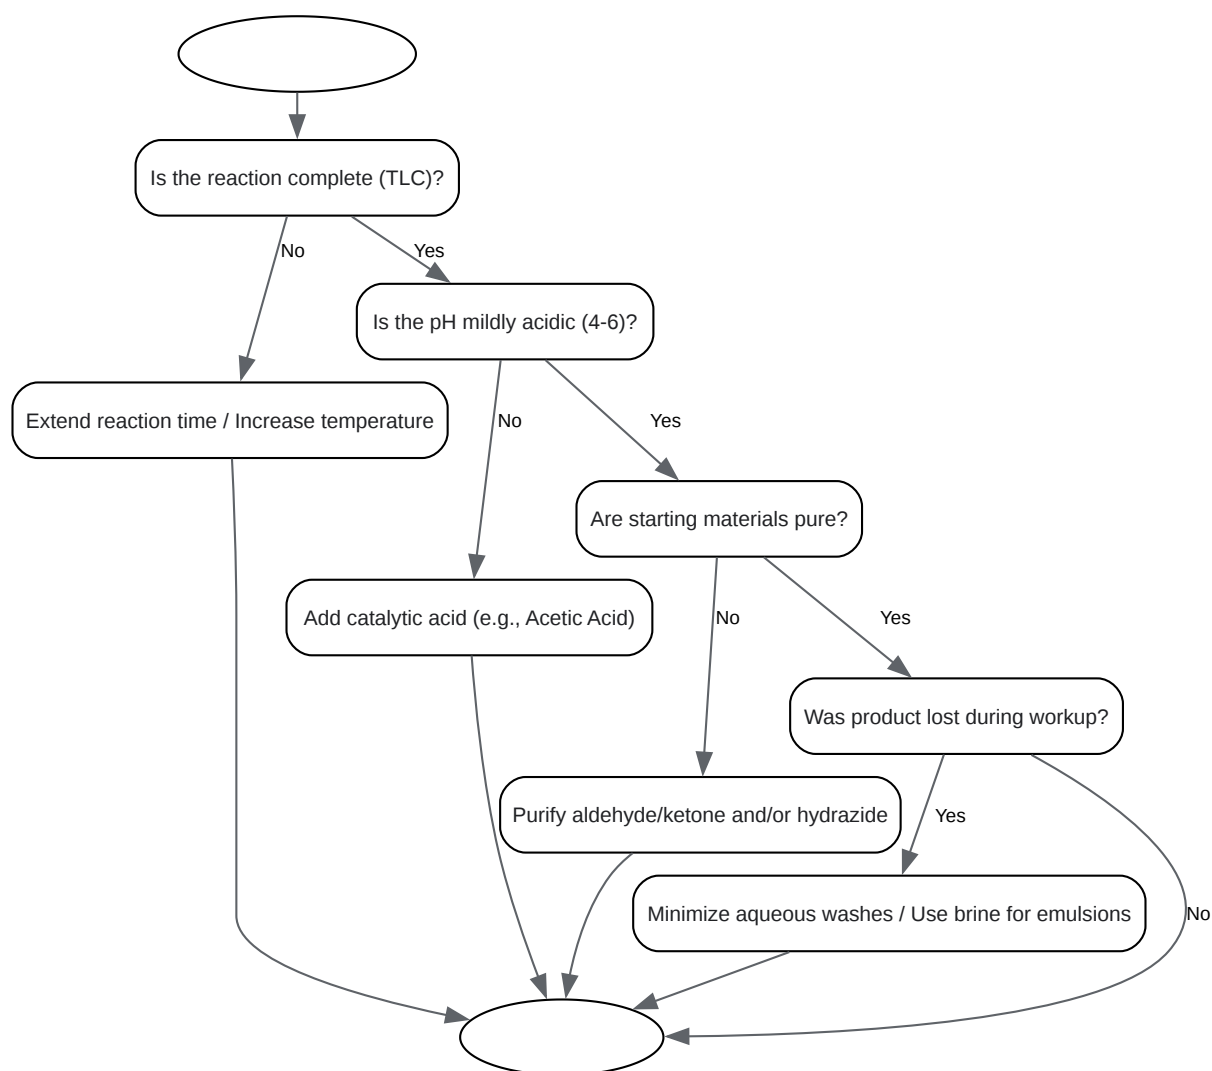 Is the reaction complete (TLC)?
No
Yes
Is the pH mildly acidic (4-6)?
Extend reaction time / Increase temperature
No
Yes
Are starting materials pure?
Add catalytic acid (e.g., Acetic Acid)
No
Yes
Was product lost during workup?
Purify aldehyde/ketone and/or hydrazide
Yes
Minimize aqueous washes / Use brine for emulsions
No